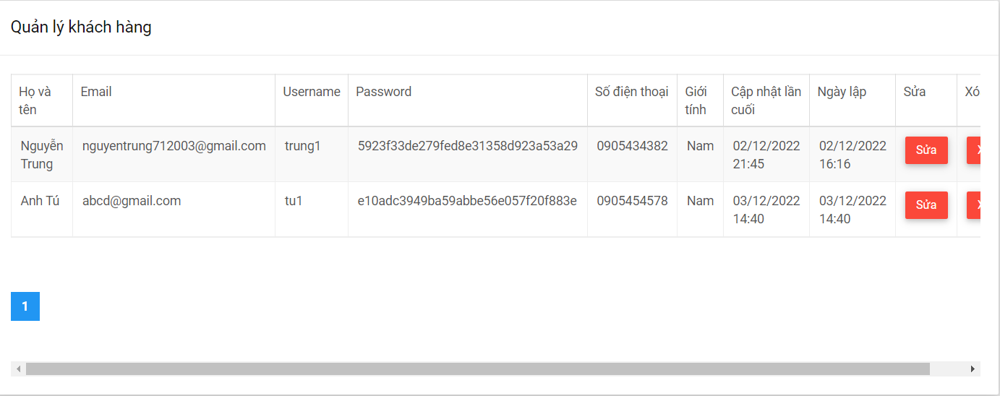 Quản lý khách hàng
Họ và tên Email Username Password Số điện thoại Giới tính Cập nhật lần cuối Ngày lập Sửa Xó
Nguyễn Trung nguyentrung712003@gmail.com trung1 5923f33de279fed8e31358d923a53a29 0905434382 Nam 02/12/2022 21:45 02/12/2022 16:16 Sửa X
Anh Tú abcd@gmail.com tu1 e10adc3949ba59abbe56e057f20f883e 0905454578 Nam 03/12/2022 14:40 03/12/2022 14:40 Sửa X
1